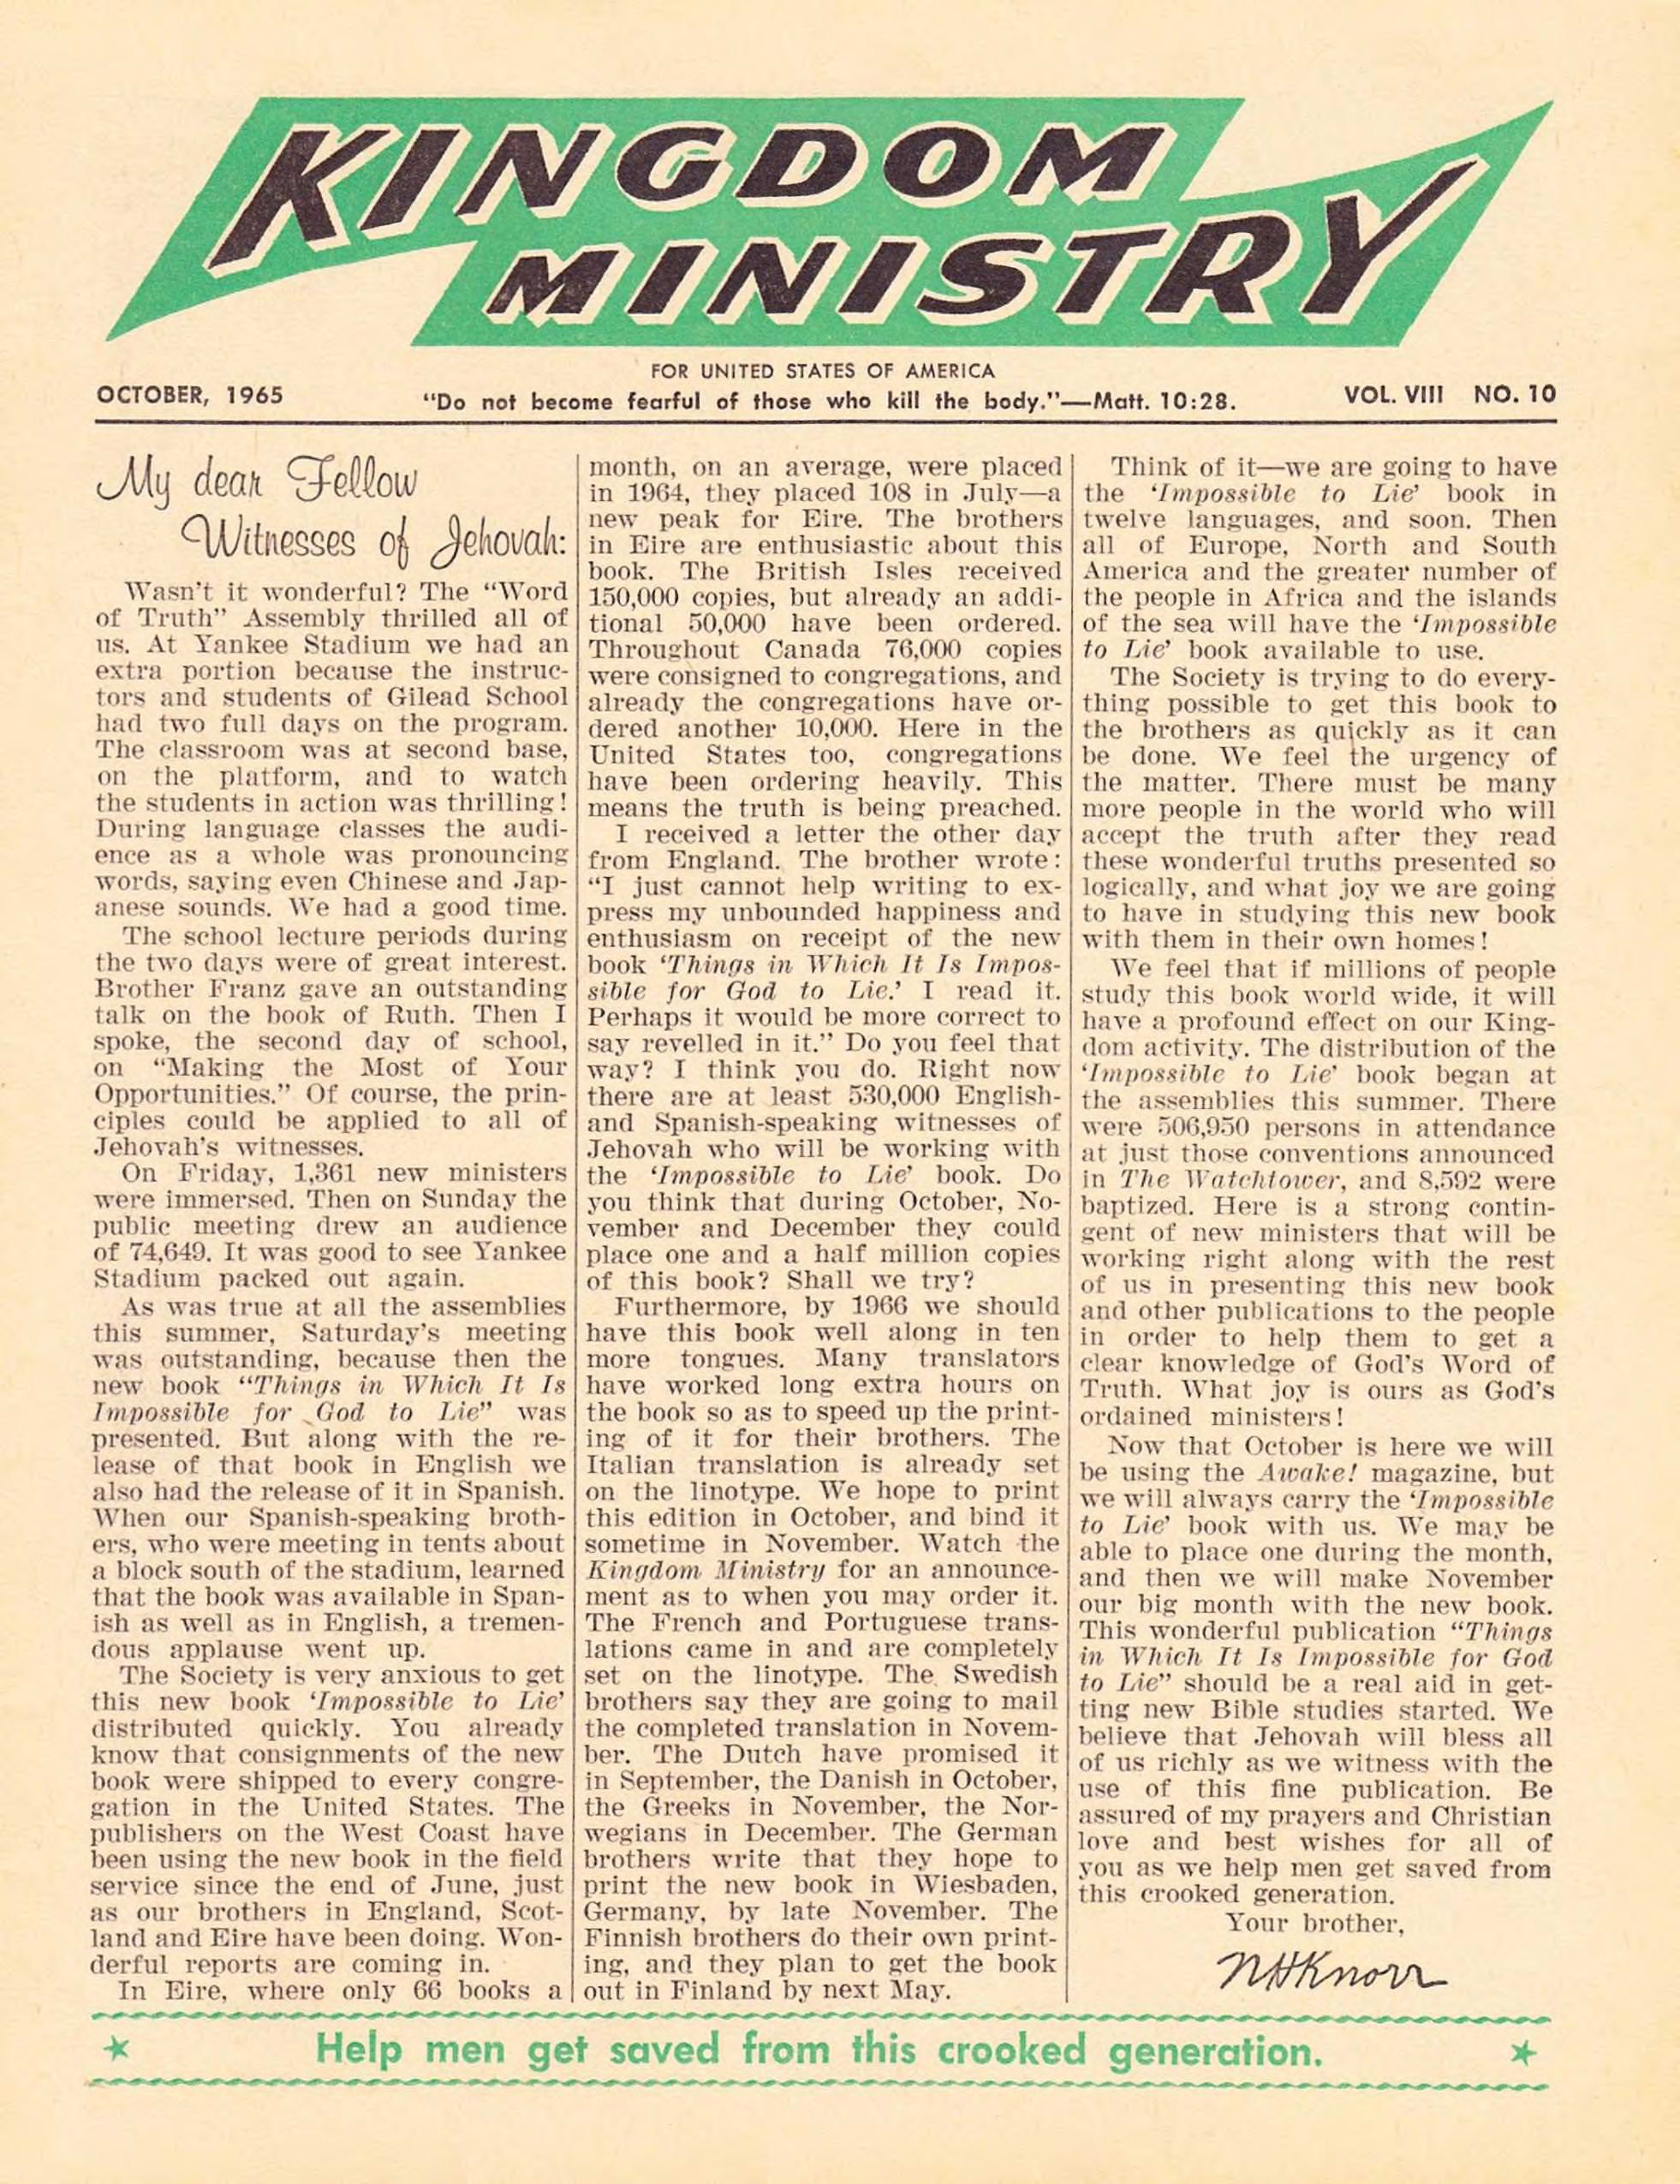 KINGDOM
MINISTRY
FOR UNITED STATES OF AMERICA
OCTOBER, 1965 "Do not become fearful of those who kill the body."—Matt. 10:28. VOL. VIII NO. 10
My dear Fellow
Witnesses of Jehovah:
Wasn't it wonderful? The "Word
of Truth" Assembly thrilled all of
us. At Yankee Stadium we had an
extra portion because the instruc-
tors and students of Gilead School
had two full days on the program.
The classroom was at second base,
on the platform, and to watch
the students in action was thrilling!
During language classes the audi-
ence as a whole was pronouncing
words, saying even Chinese and Jap-
anese sounds. We had a good time.
The school lecture periods during
the two days were of great interest.
Brother Franz gave an outstanding
talk on the book of Ruth. Then I
spoke, the second day of school,
on "Making the Most of Your
Opportunities." Of course, the prin-
ciples could be applied to all of
Jehovah's witnesses.
On Friday, 1,361 new ministers
were immersed. Then on Sunday the
public meeting drew an audience
of 74,649. It was good to see Yankee
Stadium packed out again.
As was true at all the assemblies
this summer, Saturday's meeting
was outstanding, because then the
new book "Things in Which It Is
Impossible for God to Lie" was
presented. But along with the re-
lease of that book in English we
also had the release of it in Spanish.
When our Spanish-speaking broth-
ers, who were meeting in tents about
a block south of the stadium, learned
that the book was available in Span-
ish as well as in English, a tremen-
dous applause went up.
The Society is very anxious to get
this new book 'Impossible to Lie'
distributed quickly. You already
know that consignments of the new
book were shipped to every congre-
gation in the United States. The
publishers on the West Coast have
been using the new book in the field
service since the end of June, just
as our brothers in England, Scot-
land and Eire have been doing. Won-
derful reports are coming in.
In Eire, where only 66 books a
month, on an average, were placed
in 1964, they placed 108 in July—a
new peak for Eire. The brothers
in Eire are enthusiastic about this
book. The British Isles received
150,000 copies, but already an addi-
tional 50,000 have been ordered.
Throughout Canada 76,000 copies
were consigned to congregations, and
already the congregations have or-
dered another 10,000. Here in the
United States too, congregations
have been ordering heavily. This
means the truth is being preached.
I received a letter the other day
from England. The brother wrote:
"I just cannot help writing to ex-
press my unbounded happiness and
enthusiasm on receipt of the new
book 'Things in Which It Is Impos-
sible for God to Lie.' I read it.
Perhaps it would be more correct to
say revelled in it." Do you feel that
way? I think you do. Right now
there are at least 530,000 English-
and Spanish-speaking witnesses of
Jehovah who will be working with
the 'Impossible to Lie' book. Do
you think that during October, No-
vember and December they could
place one and a half million copies
of this book? Shall we try?
Furthermore, by 1966 we should
have this book well along in ten
more tongues. Many translators
have worked long extra hours on
the book so as to speed up the print-
ing of it for their brothers. The
Italian translation is already set
on the linotype. We hope to print
this edition in October, and bind it
sometime in November. Watch the
Kingdom Ministry for an announce-
ment as to when you may order it.
The French and Portuguese trans-
lations came in and are completely
set on the linotype. The Swedish
brothers say they are going to mail
the completed translation in Novem-
ber. The Dutch have promised it
in September, the Danish in October,
the Greeks in November, the Nor-
wegians in December. The German
brothers write that they hope to
print the new book in Wiesbaden,
Germany, by late November. The
Finnish brothers do their own print-
ing, and they plan to get the book
out in Finland by next May.
Think of it—we are going to have
the 'Impossible to Lie' book in
twelve languages, and soon. Then
all of Europe, North and South
America and the greater number of
the people in Africa and the islands
of the sea will have the 'Impossible
to Lie' book available to use.
The Society is trying to do every-
thing possible to get this book to
the brothers as quickly as it can
be done. We feel the urgency of
the matter. There must be many
more people in the world who will
accept the truth after they read
these wonderful truths presented so
logically, and what joy we are going
to have in studying this new book
with them in their own homes!
We feel that if millions of people
study this book world wide, it will
have a profound effect on our King-
dom activity. The distribution of the
'Impossible to Lie' book began at
the assemblies this summer. There
were 506,950 persons in attendance
at just those conventions announced
in The Watchtower, and 8,592 were
baptized. Here is a strong contin-
gent of new ministers that will be
working right along with the rest
of us in presenting this new book
and other publications to the people
in order to help them to get a
clear knowledge of God's Word of
Truth. What joy is ours as God's
ordained ministers!
Now that October is here we will
be using the Awake! magazine, but
we will always carry the 'Impossible
to Lie' book with us. We may be
able to place one during the month,
and then we will make November
our big month with the new book.
This wonderful publication "Things
in Which It Is Impossible for God
to Lie" should be a real aid in get-
ting new Bible studies started. We
believe that Jehovah will bless all
of us richly as we witness with the
use of this fine publication. Be
assured of my prayers and Christian
love and best wishes for all of
you as we help men get saved from
this crooked generation.
Your brother,
NHKnorr
Help men get saved from this crooked generation.